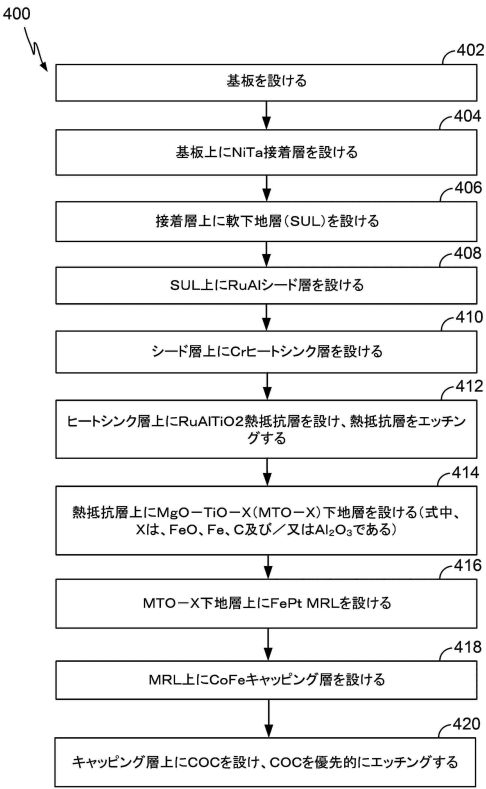 400
402
基板を設ける
404
基板上にNiTa接着層を設ける
406
接着層上に軟下地層(SUL)を設ける
408
SUL上にRuAlシード層を設ける
410
シード層上にCrヒートシンク層を設ける
412
ヒートシンク層上にRuAlTiO2熱抵抗層を設け、熱抵抗層をエッチン
グする
414
熱抵抗層上にMgO-TiO-X(MTO-X)下地層を設ける(式中、
Xは、FeO、Fe、C及び/又はAl₂O₃である)
416
MTO-X下地層上にFePt MRLを設ける
418
MRL上にCoFeキャッピング層を設ける
420
キャッピング層上にCOCを設け、COCを優先的にエッチングする